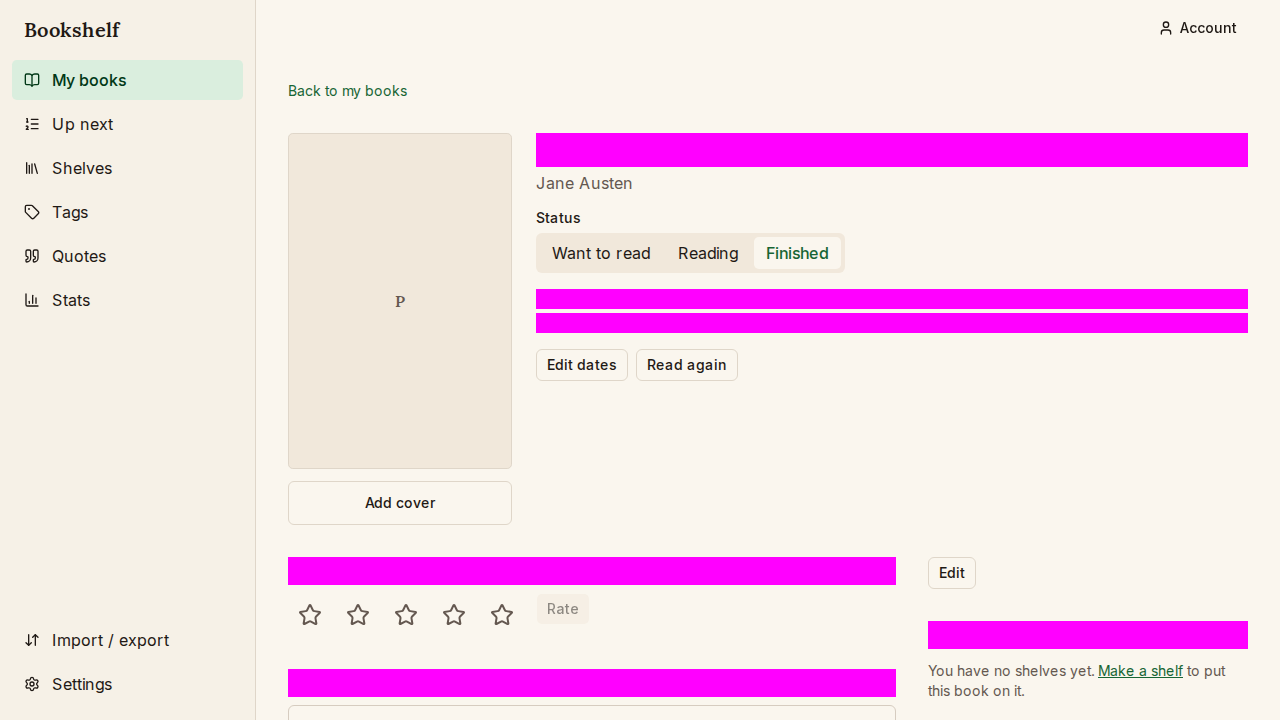 Bookshelf
My books
Up next
Shelves
Tags
Quotes
Stats
Import / export
Settings
Account
Back to my books
P
Add cover
Jane Austen
Status
Want to read
Reading
Finished
Edit dates
Read again
Rate
Edit
You have no shelves yet. Make a shelf to put
this book on it.